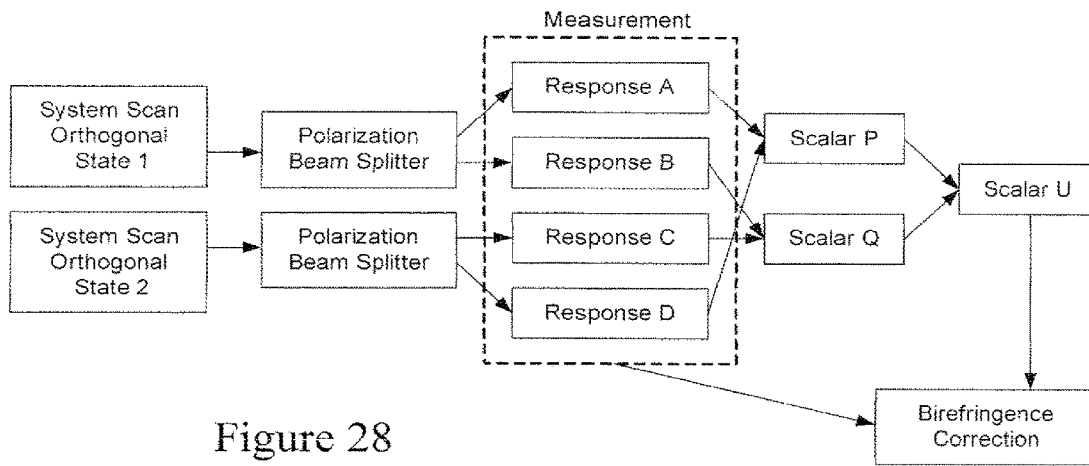 Measurement
System Scan
Orthogonal
State 1
Polarization
Beam Splitter
Response A
Response B
Scalar P
Scalar U
System Scan
Orthogonal
State 2
Polarization
Beam Splitter
Response C
Response D
Scalar Q
Birefringence
Correction
Figure 28